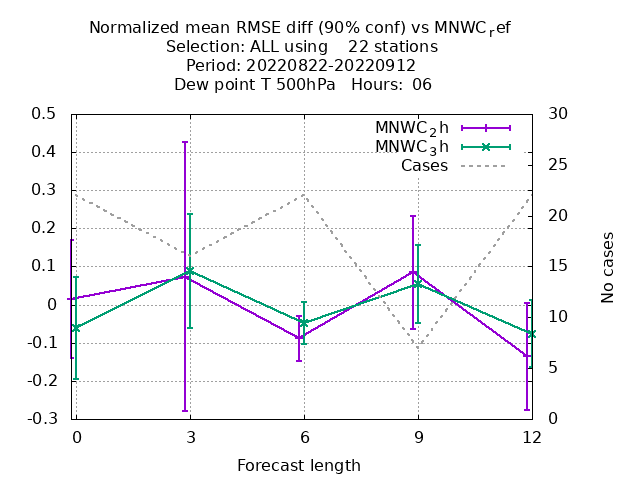 Normalized mean RMSE diff (90% conf) vs MNWC_ref
Selection: ALL using    22 stations
Period: 20220822-20220912
Dew point T 500hPa   Hours: 06
MNWC_2h
MNWC_3h
Cases
0.5
0.4
0.3
0.2
0.1
0
-0.1
-0.2
-0.3
30
25
20
15
10
5
0
No cases
0
3
6
9
12
Forecast length